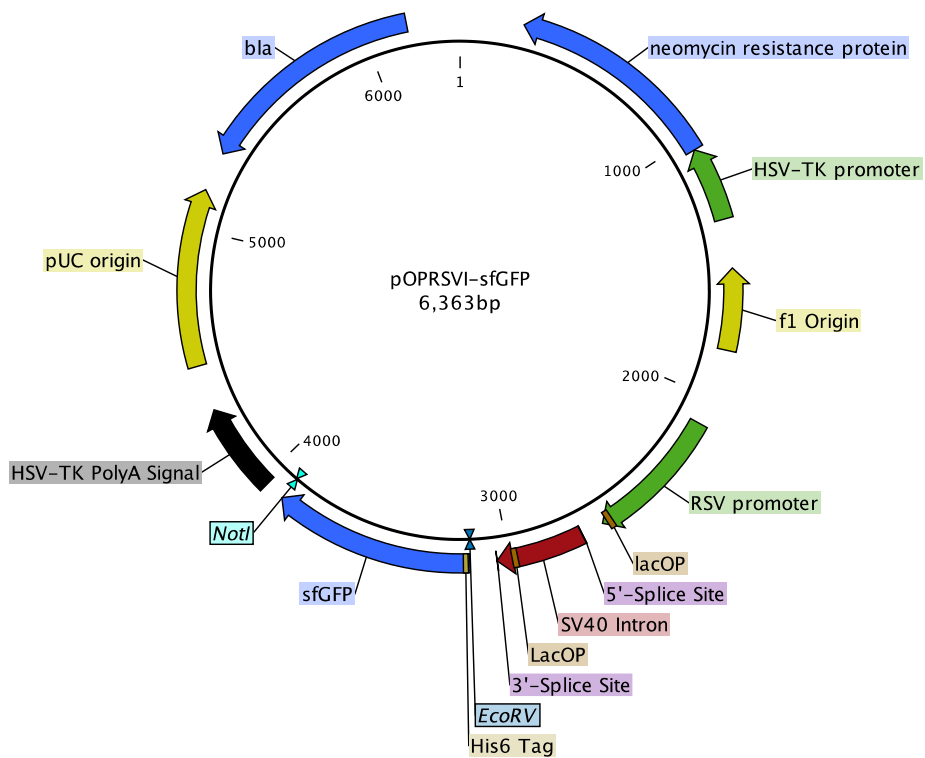 bla
neomycin resistance protein
6000
1
1000
HSV-TK promoter
5000
pUC origin
pOPRSVI-sfGFP
6,363bp
f1 Origin
2000
4000
HSV-TK PolyA Signal
3000
RSV promoter
NotI
lacOP
sfGFP
5'-Splice Site
SV40 Intron
LacOP
3'-Splice Site
EcoRV
His6 Tag